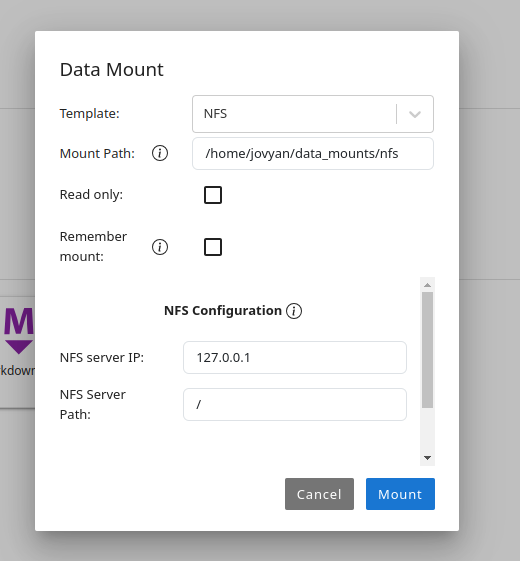 Data Mount
Template:
NFS
Mount Path:
/home/jovyan/data_mounts/nfs
Read only:
Remember
mount:
NFS Configuration
NFS server IP:
127.0.0.1
NFS Server
Path:
/
Cancel
Mount
M
kdown